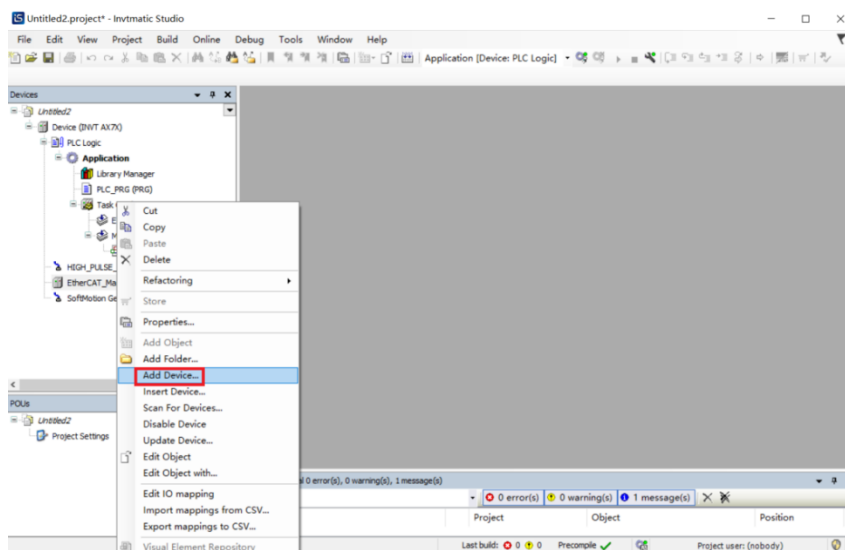 Untitled2.project* - Invtmatic Studio
File Edit View Project Build Online Debug Tools Window Help
Application [Device: PLC Logic]
Devices
Untitled2
Device (INVT AX7X)
PLC Logic
Application
Library Manager
PLC_PRG (PRG)
Task
HIGH_PULSE_
EtherCAT_Ma
SoftMotion Ge
Cut
Copy
Paste
Delete
Refactoring
Store
Properties...
Add Object
Add Folder...
Add Device...
Insert Device...
Scan For Devices...
Disable Device
Update Device...
Edit Object
Edit Object with...
Edit IO mapping
Import mappings from CSV...
Export mappings to CSV...
Visual Element Repository
POUs
Untitled2
Project Settings
l 0 error(s), 0 warning(s), 1 message(s)
0 error(s) 0 warning(s) 1 message(s)
Project Object Position
Last build: 0 0 Precompile Project user: (nobody)